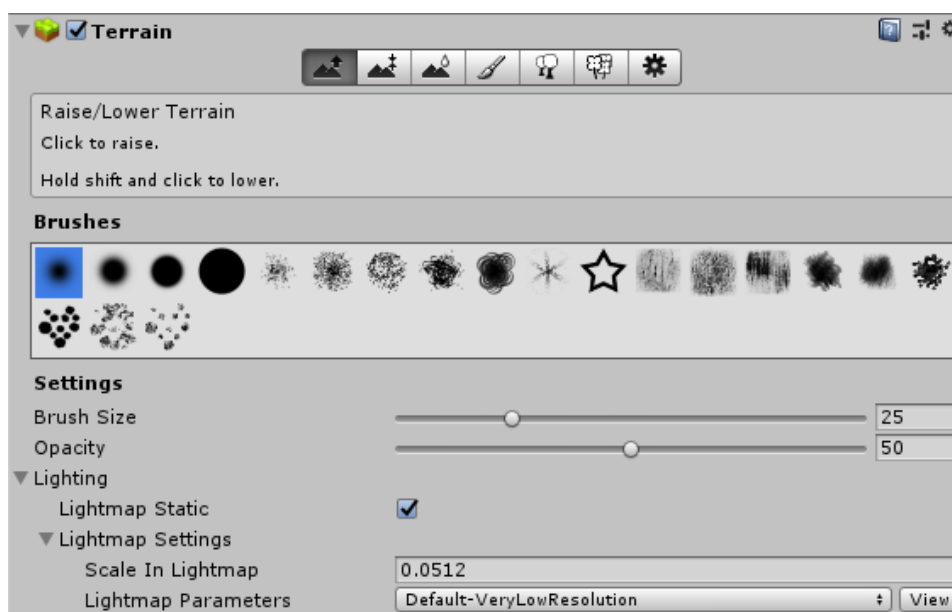 Terrain
Raise/Lower Terrain
Click to raise.
Hold shift and click to lower.
Brushes
Settings
Brush Size 25
Opacity 50
Lighting
Lightmap Static
Lightmap Settings
Scale In Lightmap 0.0512
Lightmap Parameters Default-VeryLowResolution View